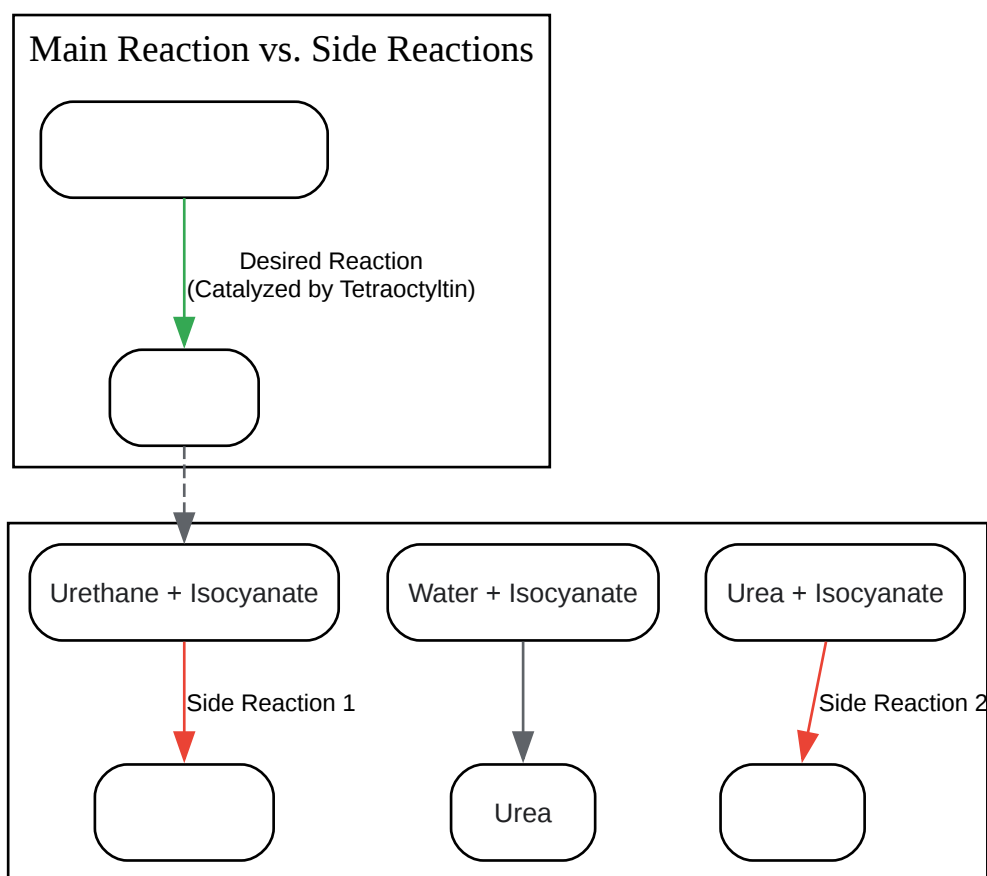 Main Reaction vs. Side Reactions
Desired Reaction
(Catalyzed by Tetraoctyltin)
Urethane + Isocyanate
Water + Isocyanate
Urea + Isocyanate
Side Reaction 1
Side Reaction 2
Urea